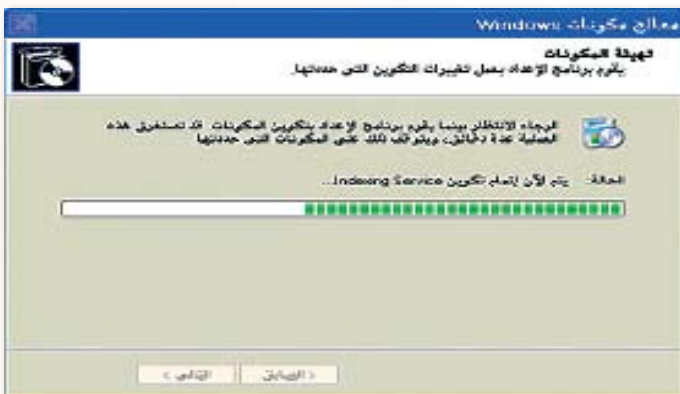 معالج مكونات Windows
تهيئة المكونات
يقوم برنامج الإعداد بعمل تغييرات التكوين التي حددتها.
الرجاء الانتظار بينما يقوم برنامج الإعداد بتكوين المكونات. قد تستغرق هذه
العملية عدة دقائق، ويتوقف ذلك على المكونات التي حددتها
الحالة: يتم الآن إتمام تكوين Indexing Service...
< السابق
التالي >